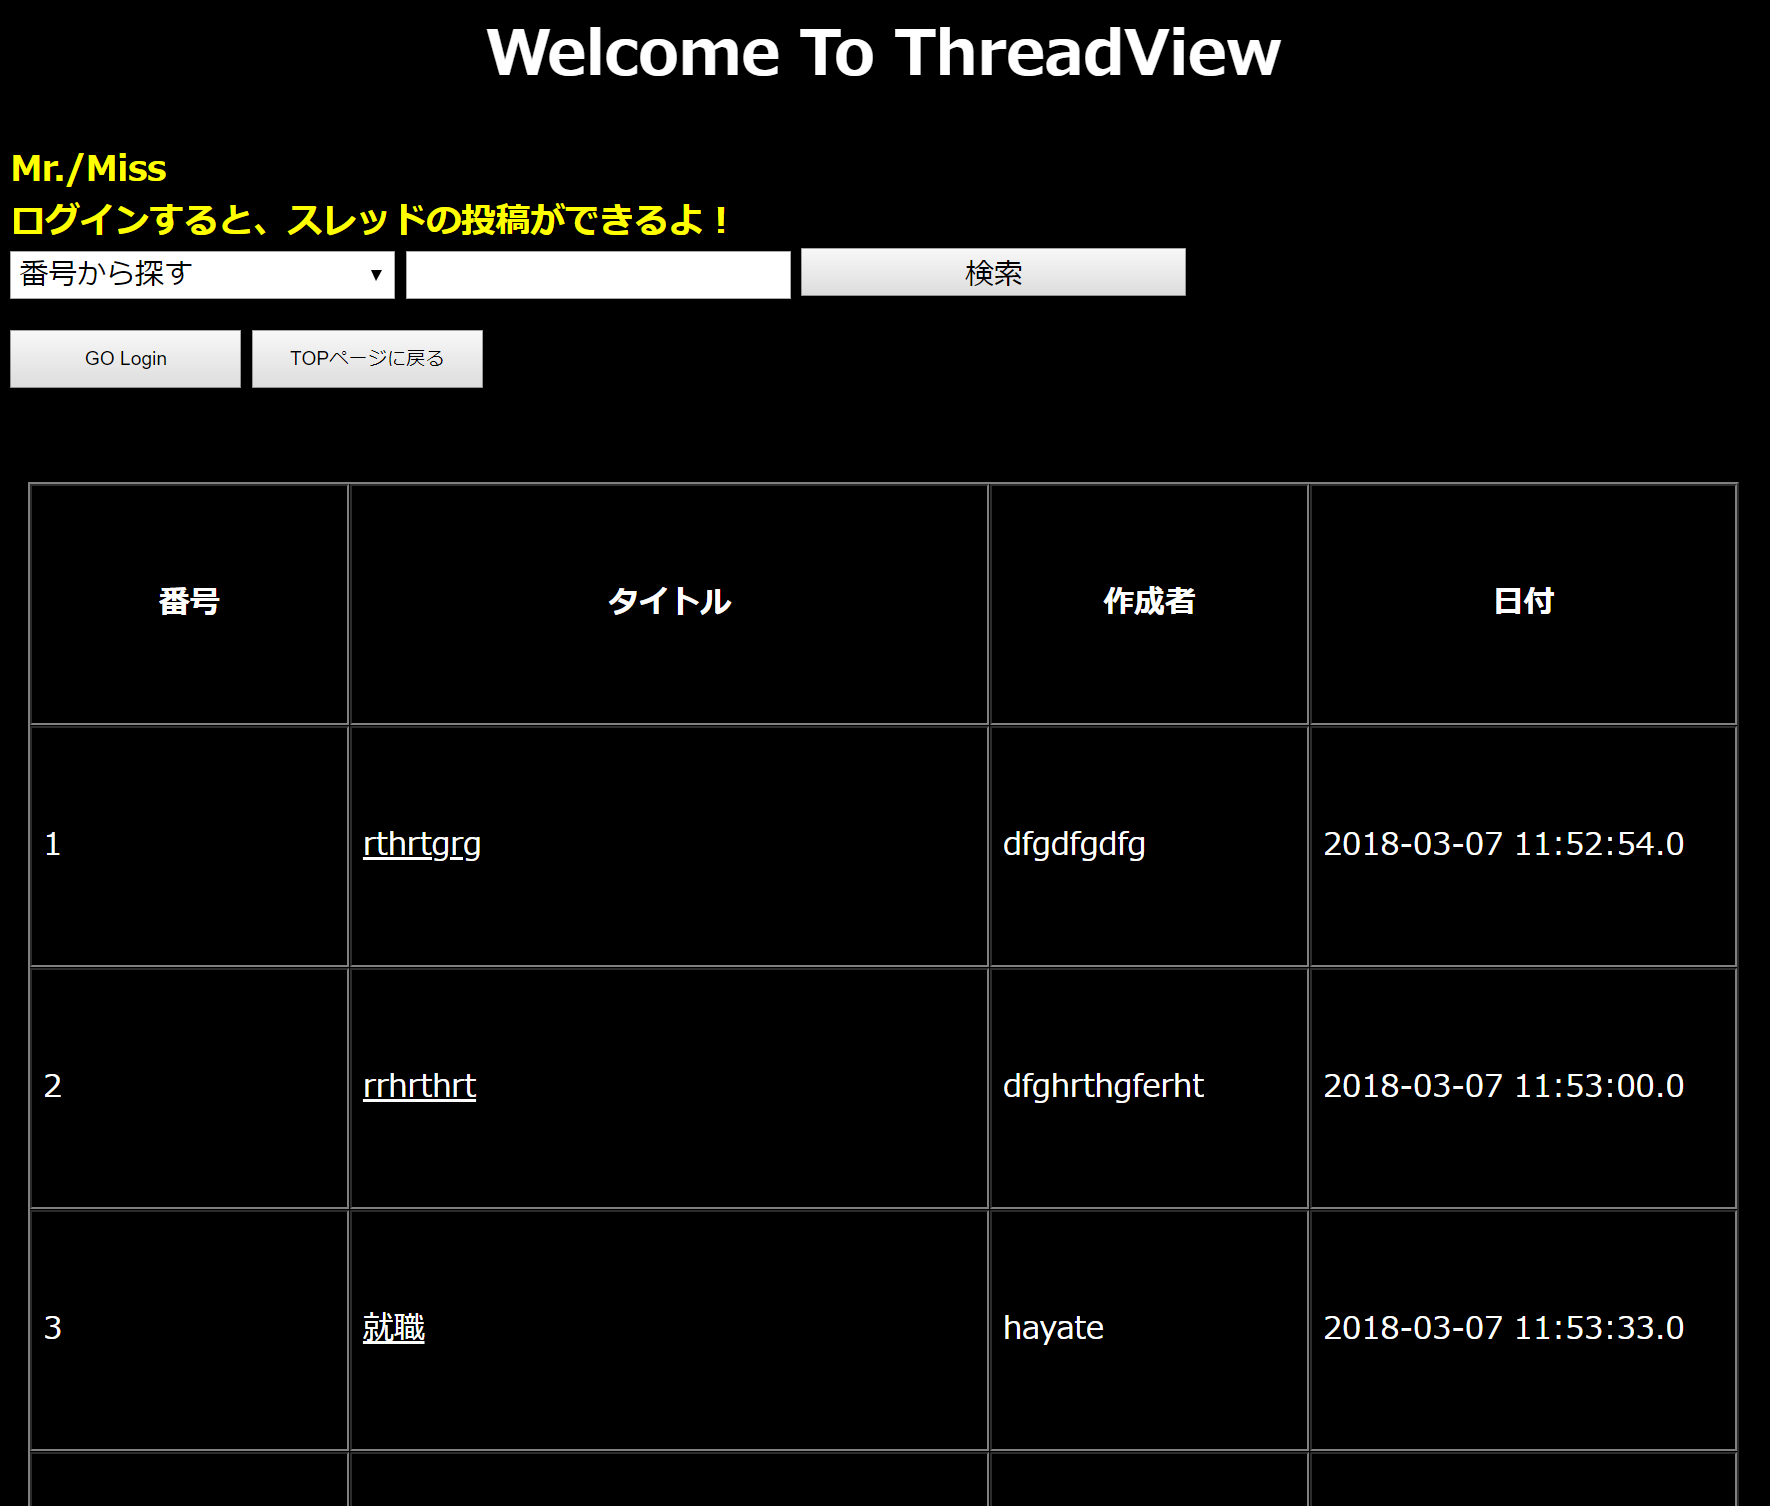 Welcome To ThreadView
Mr./Miss
ログインすると、スレッドの投稿ができるよ！
番号から探す ▼ 検索
GO Login TOPページに戻る
番号 タイトル 作成者 日付
1 rthrtgrg dfgdfgdfg 2018-03-07 11:52:54.0
2 rrhrthrt dfghrthgferht 2018-03-07 11:53:00.0
3 就職 hayate 2018-03-07 11:53:33.0